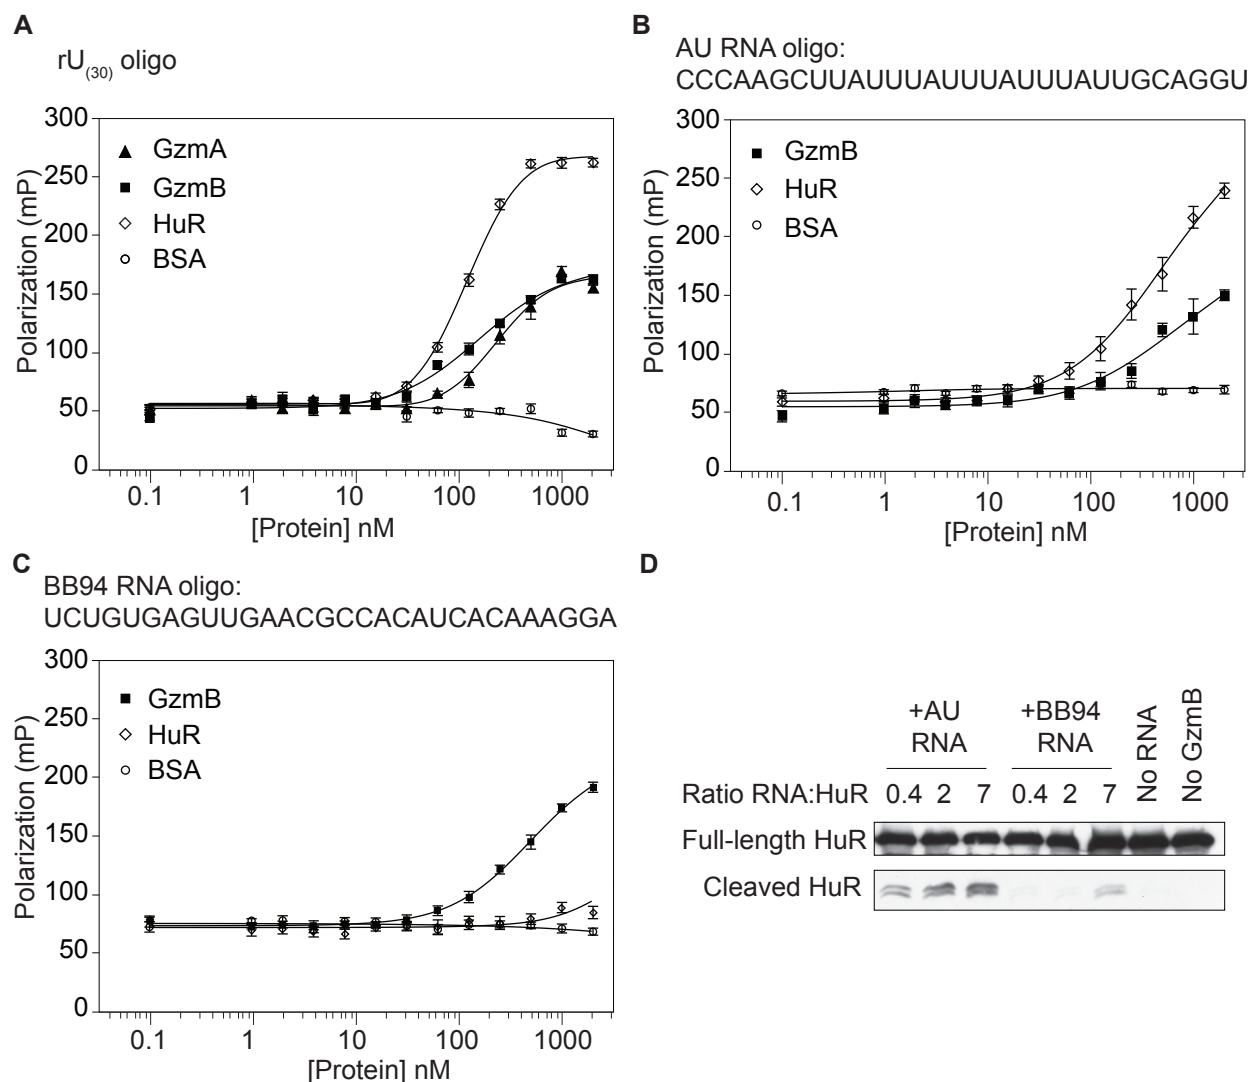 A
rU(30) oligo
300
250
200
150
100
50
0
Polarization (mP)
GzmA
GzmB
HuR
BSA
0.1 1 10 100 1000
[Protein] nM
B
AU RNA oligo:
CCCAAGCUUAUUUAUUUAUUUAUUGCAGGU
300
250
200
150
100
50
0
Polarization (mP)
GzmB
HuR
BSA
0.1 1 10 100 1000
[Protein] nM
C
BB94 RNA oligo:
UCUGUGAGUUGAACGCCACAUCACAAAGGA
300
250
200
150
100
50
0
Polarization (mP)
GzmB
HuR
BSA
0.1 1 10 100 1000
[Protein] nM
D
+AU RNA
+BB94 RNA
No RNA
No GzmB
Ratio RNA:HuR 0.4 2 7 0.4 2 7
Full-length HuR
Cleaved HuR